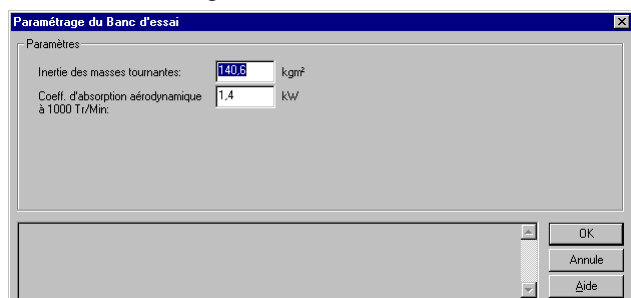 Paramétrage du Banc d'essai
Paramètres
Inertie des masses tournantes: 140,6 kgm²
Coeff. d'absorption aérodynamique 1,4 kW
à 1000 Tr/Min:
OK
Annule
Aide